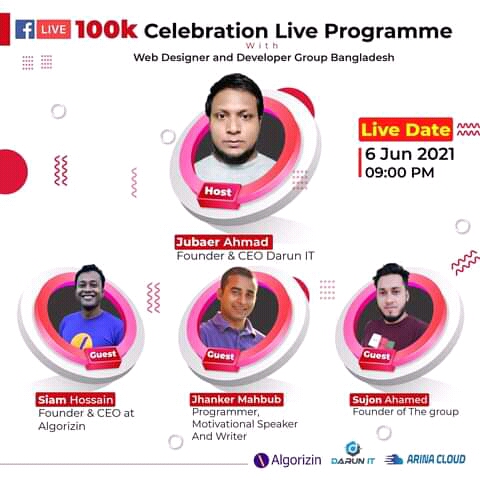 f LIVE 100k Celebration Live Programme
With
Web Designer and Developer Group Bangladesh
Live Date
6 Jun 2021
09:00 PM
Host
Jubaer Ahmad
Founder & CEO Darun IT
Guest
Siam Hossain
Founder & CEO at
Algorizin
Guest
Jhanker Mahbub
Programmer,
Motivational Speaker
And Writer
Guest
Sujon Ahamed
Founder of The group
Algorizin
DARUN IT
ARINA CLOUD